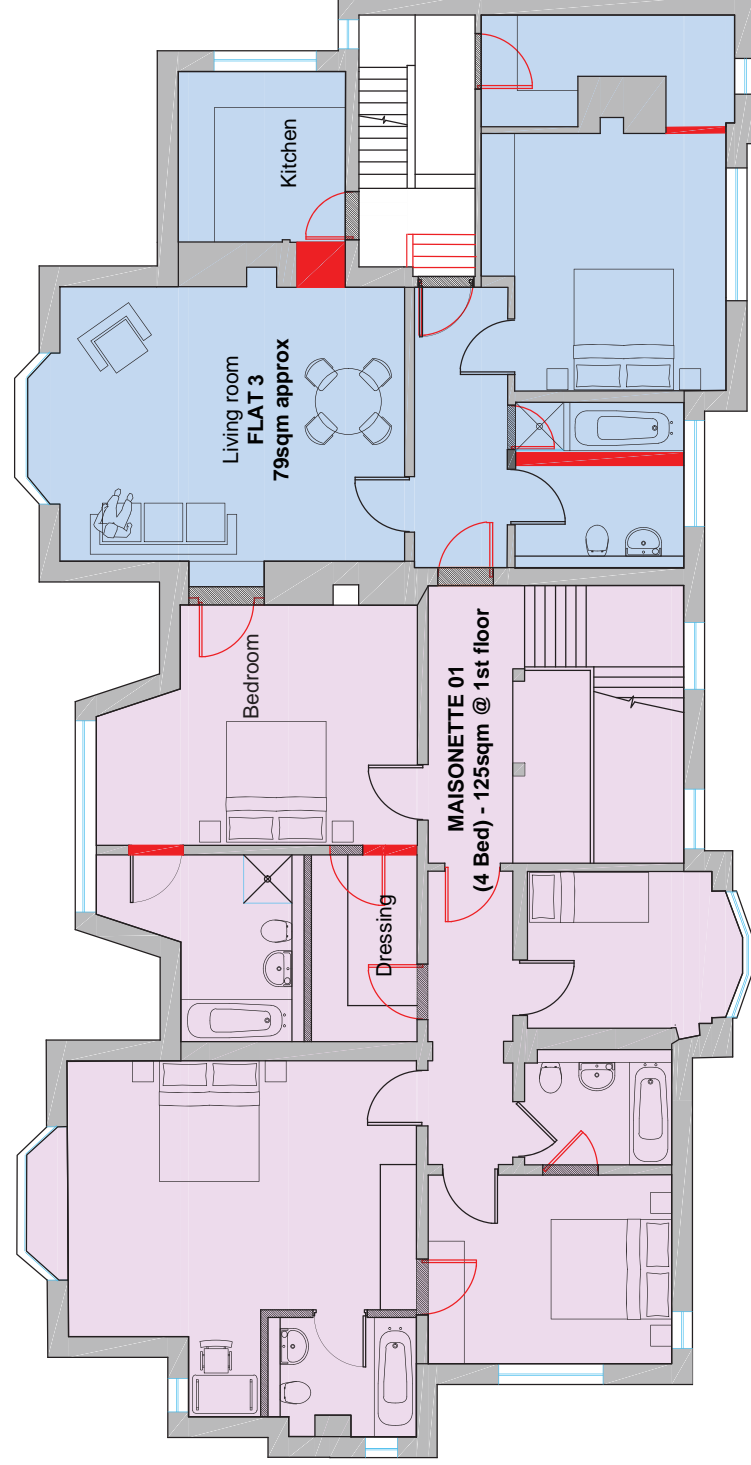 Kitchen
Living room
FLAT 3
79sqm approx
Bedroom
MAISONETTE 01
(4 Bed) - 125sqm @ 1st floor
Dressing